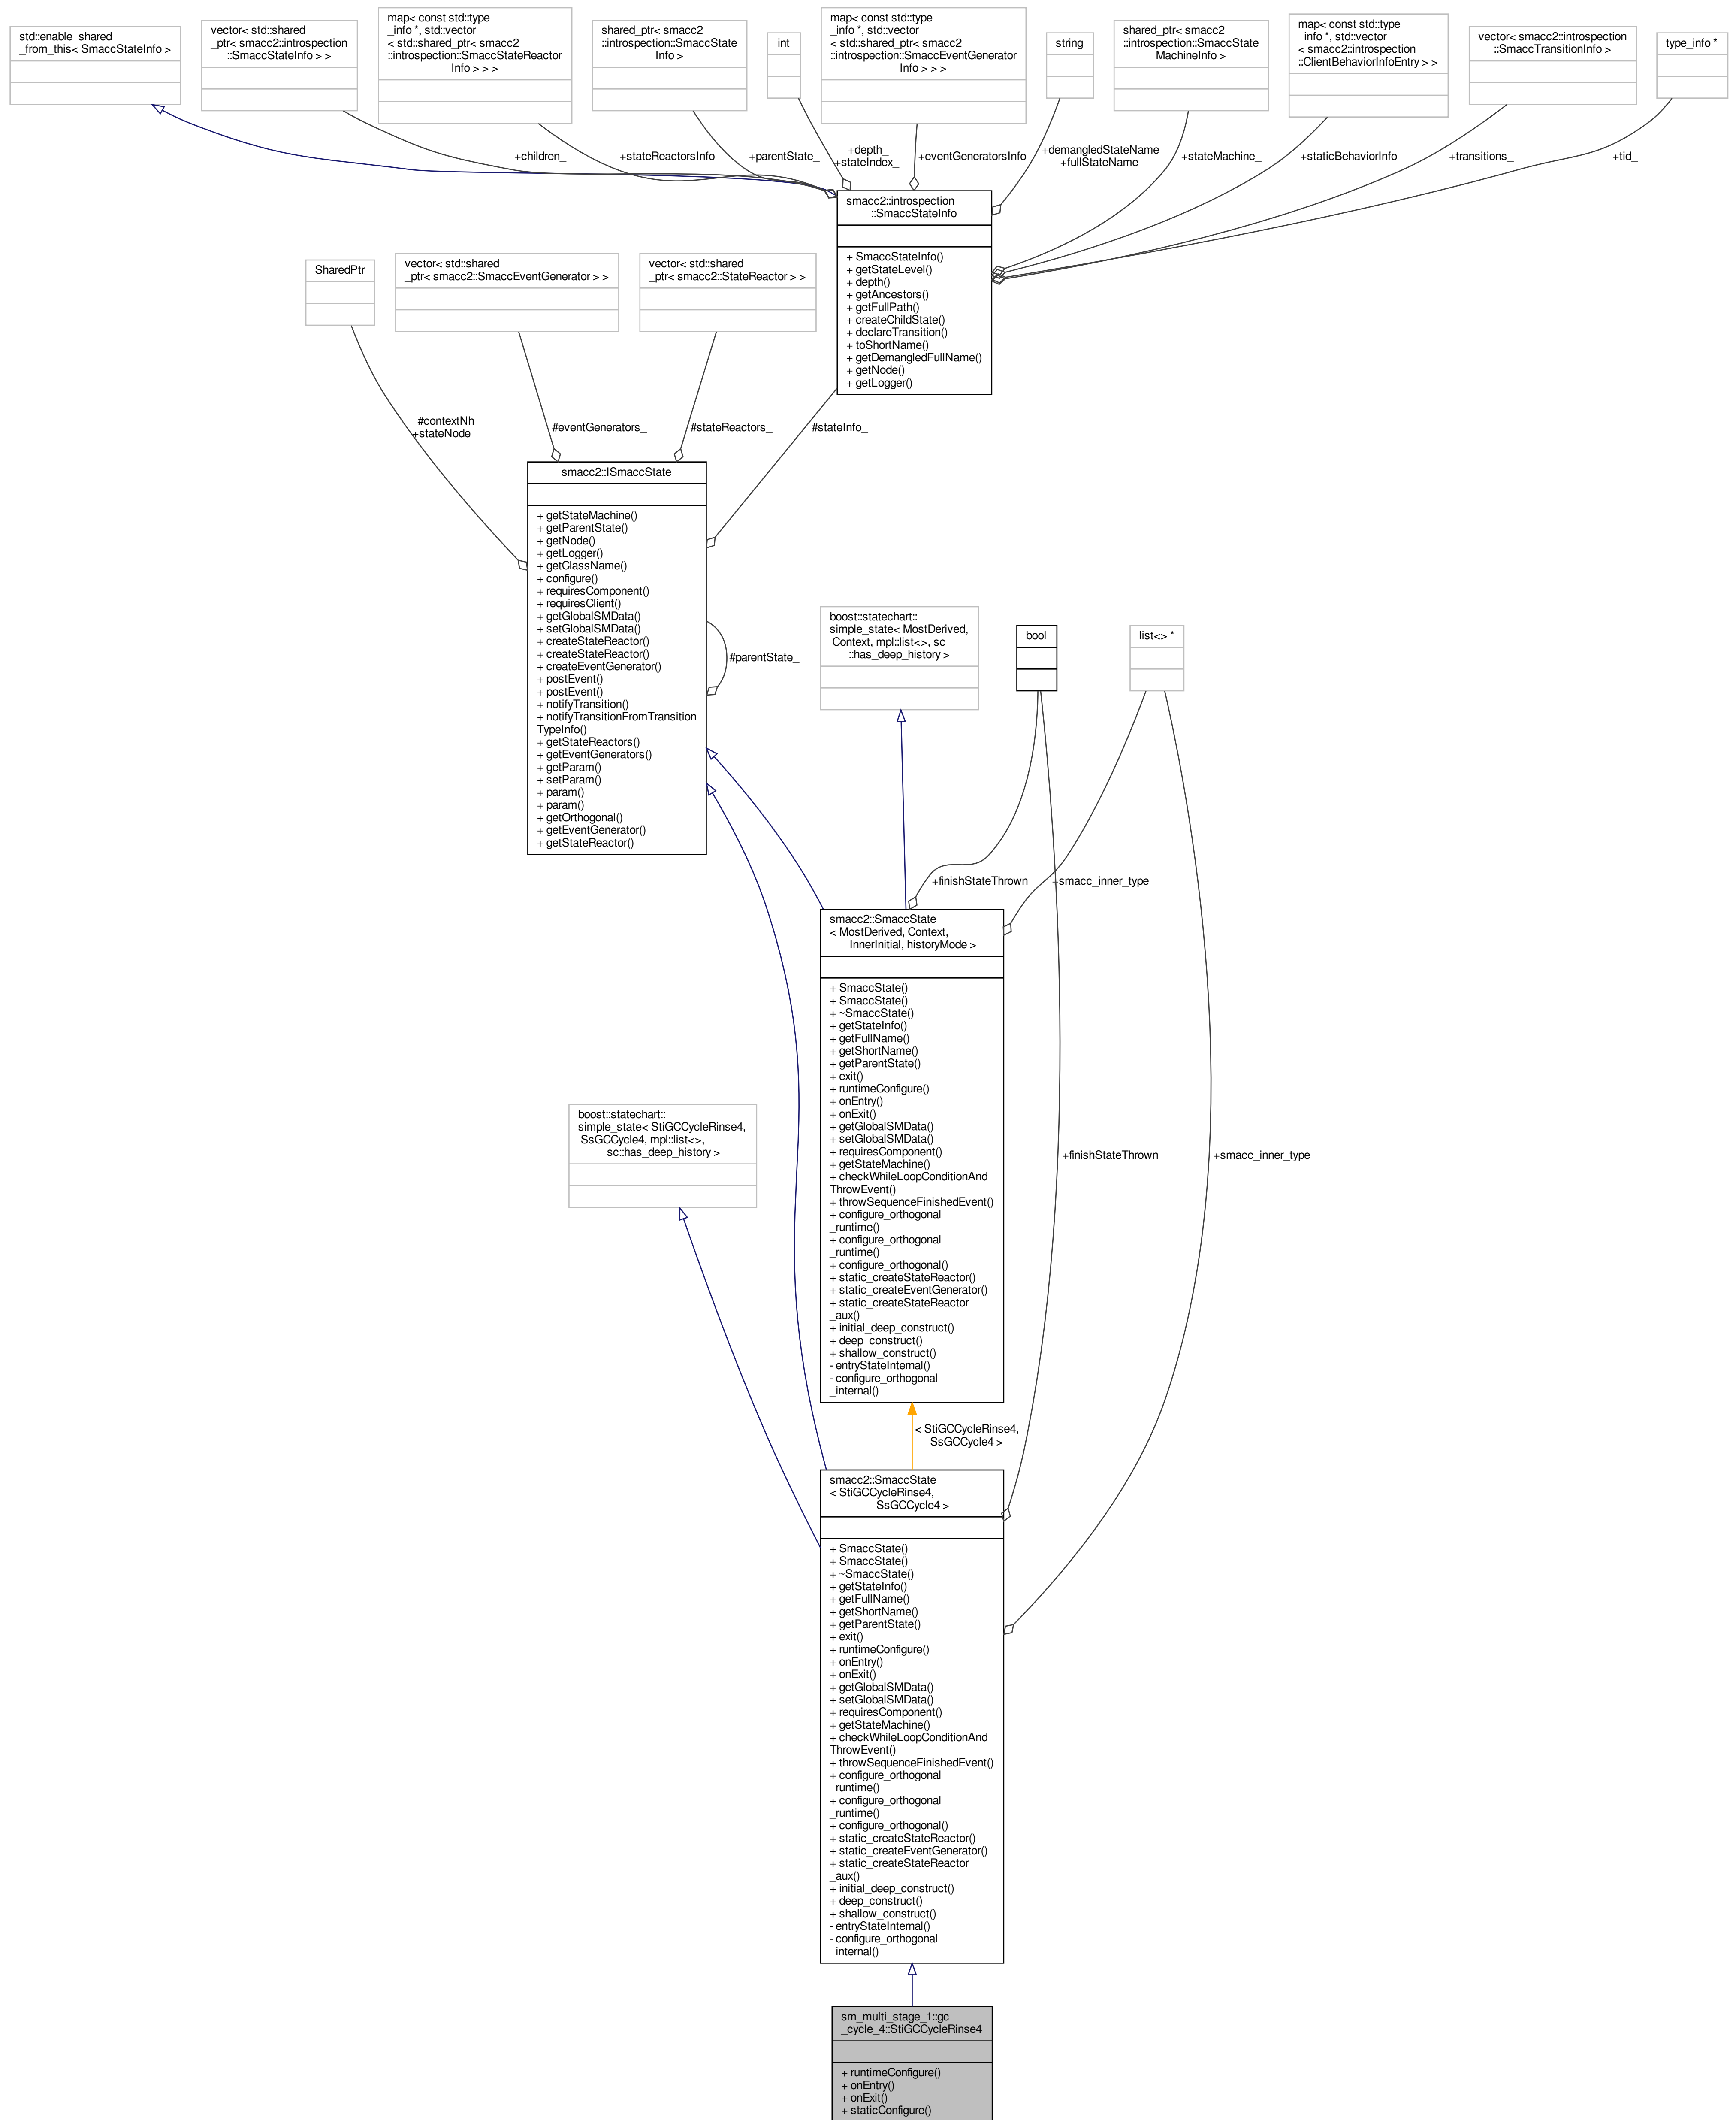 std::enable_shared
_from_this< SmaccStateInfo >
vector< std::shared
_ptr< smacc2::introspection
::SmaccStateInfo > >
map< const std::type
_info *, std::vector
< std::shared_ptr< smacc2
::introspection::SmaccStateReactor
Info > > >
shared_ptr< smacc2
::introspection::SmaccState
Info >
int
map< const std::type
_info *, std::vector
< std::shared_ptr< smacc2
::introspection::SmaccEventGenerator
Info > > >
string
shared_ptr< smacc2
::introspection::SmaccState
MachineInfo >
map< const std::type
_info *, std::vector
< smacc2::introspection
::ClientBehaviorInfoEntry > >
vector< smacc2::introspection
::SmaccTransitionInfo >
type_info *
+children_
+stateReactorsInfo
+parentState_
+depth_
+stateIndex_
+eventGeneratorsInfo
+demangledStateName
+fullStateName
+stateMachine_
+staticBehaviorInfo
+transitions_
+tid_
smacc2::introspection
::SmaccStateInfo
+ SmaccStateInfo()
+ getStateLevel()
+ depth()
+ getAncestors()
+ getFullPath()
+ createChildState()
+ declareTransition()
+ toShortName()
+ getDemangledFullName()
+ getNode()
+ getLogger()
SharedPtr
vector< std::shared
_ptr< smacc2::SmaccEventGenerator > >
vector< std::shared
_ptr< smacc2::StateReactor > >
#contextNh
+stateNode_
#eventGenerators_
#stateReactors_
#stateInfo_
smacc2::ISmaccState
+ getStateMachine()
+ getParentState()
+ getNode()
+ getLogger()
+ getClassName()
+ configure()
+ requiresComponent()
+ requiresClient()
+ getGlobalSMData()
+ setGlobalSMData()
+ createStateReactor()
+ createStateReactor()
+ createEventGenerator()
+ postEvent()
+ postEvent()
+ notifyTransition()
+ notifyTransitionFromTransition
TypeInfo()
+ getStateReactors()
+ getEventGenerators()
+ getParam()
+ setParam()
+ param()
+ param()
+ getOrthogonal()
+ getEventGenerator()
+ getStateReactor()
#parentState_
boost::statechart::
simple_state< MostDerived,
Context, mpl::list<>, sc
::has_deep_history >
bool
list<> *
+finishStateThrown
+smacc_inner_type
smacc2::SmaccState
< MostDerived, Context,
InnerInitial, historyMode >
+ SmaccState()
+ SmaccState()
+ ~SmaccState()
+ getStateInfo()
+ getFullName()
+ getShortName()
+ getParentState()
+ exit()
+ runtimeConfigure()
+ onEntry()
+ onExit()
+ getGlobalSMData()
+ setGlobalSMData()
+ requiresComponent()
+ getStateMachine()
+ checkWhileLoopConditionAnd
ThrowEvent()
+ throwSequenceFinishedEvent()
+ configure_orthogonal
_runtime()
+ configure_orthogonal
_runtime()
+ configure_orthogonal()
+ static_createStateReactor()
+ static_createEventGenerator()
+ static_createStateReactor
_aux()
+ initial_deep_construct()
+ deep_construct()
+ shallow_construct()
- entryStateInternal()
- configure_orthogonal
_internal()
boost::statechart::
simple_state< StiGCCycleRinse4,
SsGCCycle4, mpl::list<>,
sc::has_deep_history >
+finishStateThrown
+smacc_inner_type
< StiGCCycleRinse4,
SsGCCycle4 >
smacc2::SmaccState
< StiGCCycleRinse4,
SsGCCycle4 >
+ SmaccState()
+ SmaccState()
+ ~SmaccState()
+ getStateInfo()
+ getFullName()
+ getShortName()
+ getParentState()
+ exit()
+ runtimeConfigure()
+ onEntry()
+ onExit()
+ getGlobalSMData()
+ setGlobalSMData()
+ requiresComponent()
+ getStateMachine()
+ checkWhileLoopConditionAnd
ThrowEvent()
+ throwSequenceFinishedEvent()
+ configure_orthogonal
_runtime()
+ configure_orthogonal
_runtime()
+ configure_orthogonal()
+ static_createStateReactor()
+ static_createEventGenerator()
+ static_createStateReactor
_aux()
+ initial_deep_construct()
+ deep_construct()
+ shallow_construct()
- entryStateInternal()
- configure_orthogonal
_internal()
sm_multi_stage_1::gc
_cycle_4::StiGCCycleRinse4
+ runtimeConfigure()
+ onEntry()
+ onExit()
+ staticConfigure()